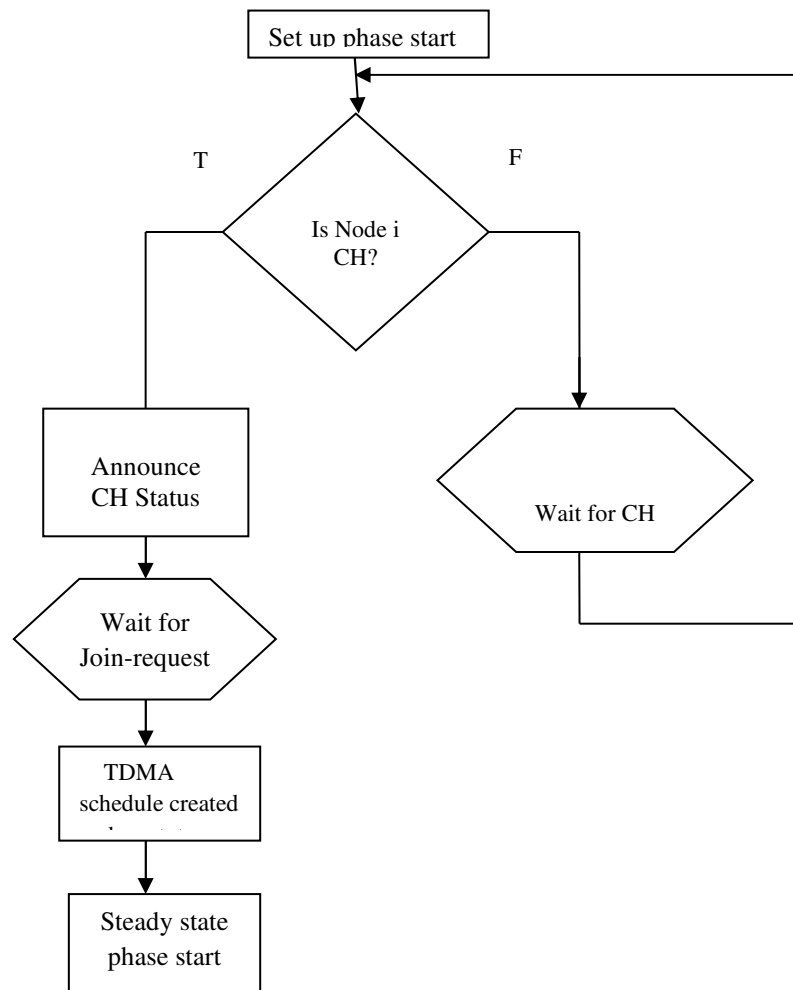 Set up phase start
T
F
Is Node i
CH?
Announce
CH Status
Wait for CH
Wait for
Join-request
TDMA
schedule created
Steady state
phase start